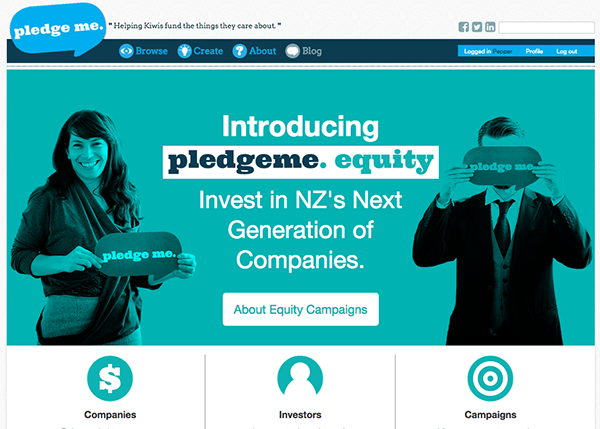 pledge me.
" Helping Kiwis fund the things they care about. "
Browse Create About Blog
Logged in Pepper Profile Log out
Introducing
pledgeme. equity
Invest in NZ's Next
Generation of
Companies.
About Equity Campaigns
pledge me.
pledge me.
Companies Investors Campaigns